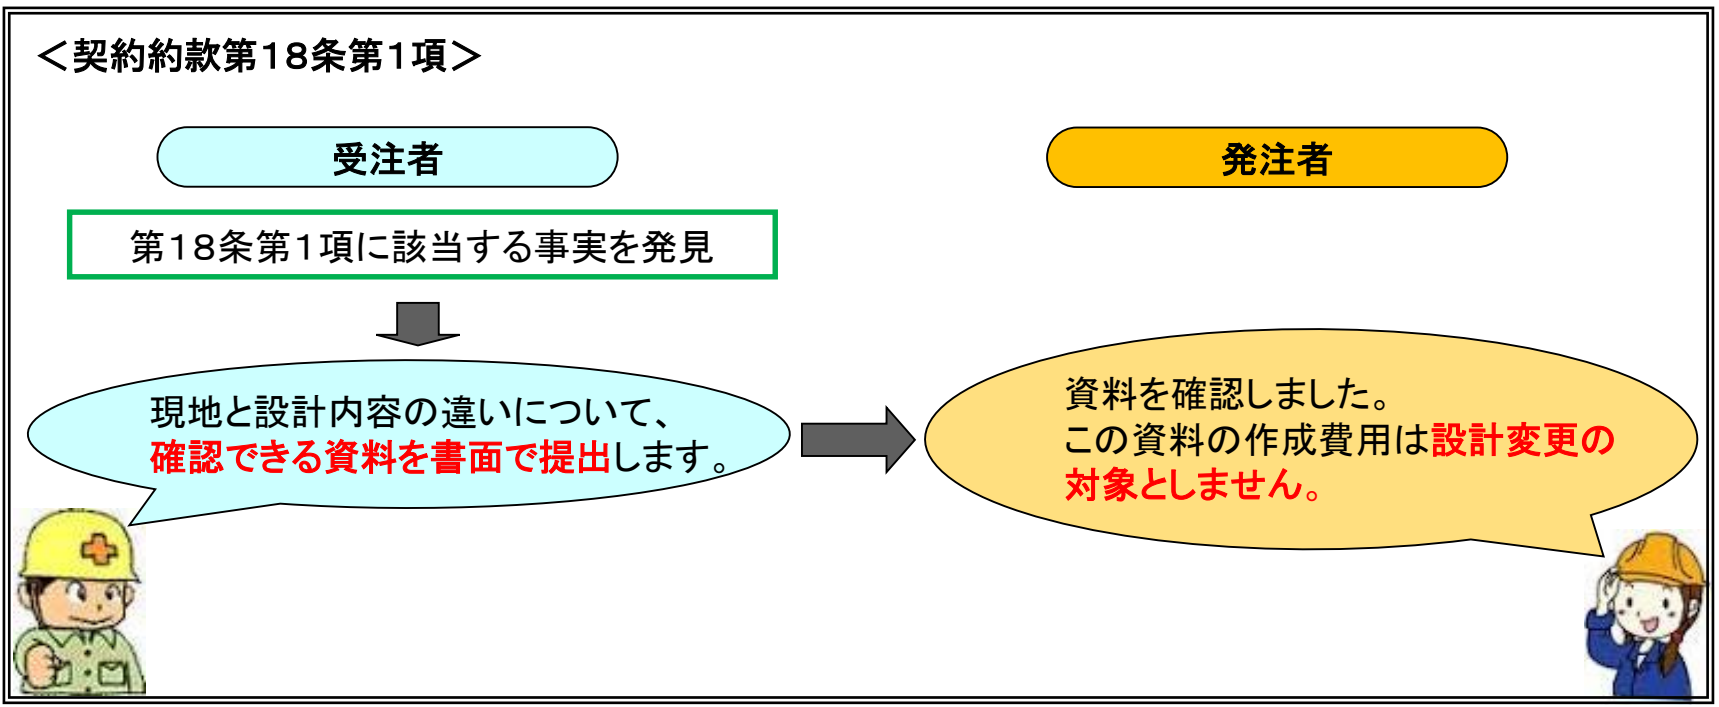 ＜契約約款第１８条第１項＞
受注者
発注者
第１８条第１項に該当する事実を発見
現地と設計内容の違いについて、
確認できる資料を書面で提出します。
資料を確認しました。
この資料の作成費用は設計変更の
対象としません。